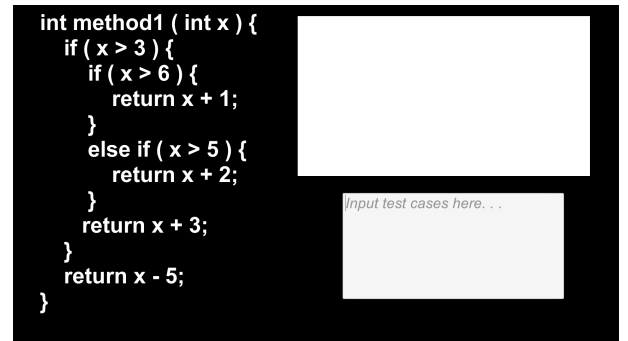 int method1 ( int x ) {
if ( x > 3 ) {
if ( x > 6 ) {
return x + 1;
}
else if ( x > 5 ) {
return x + 2;
}
return x + 3;
}
return x - 5;
}
Input test cases here. . .